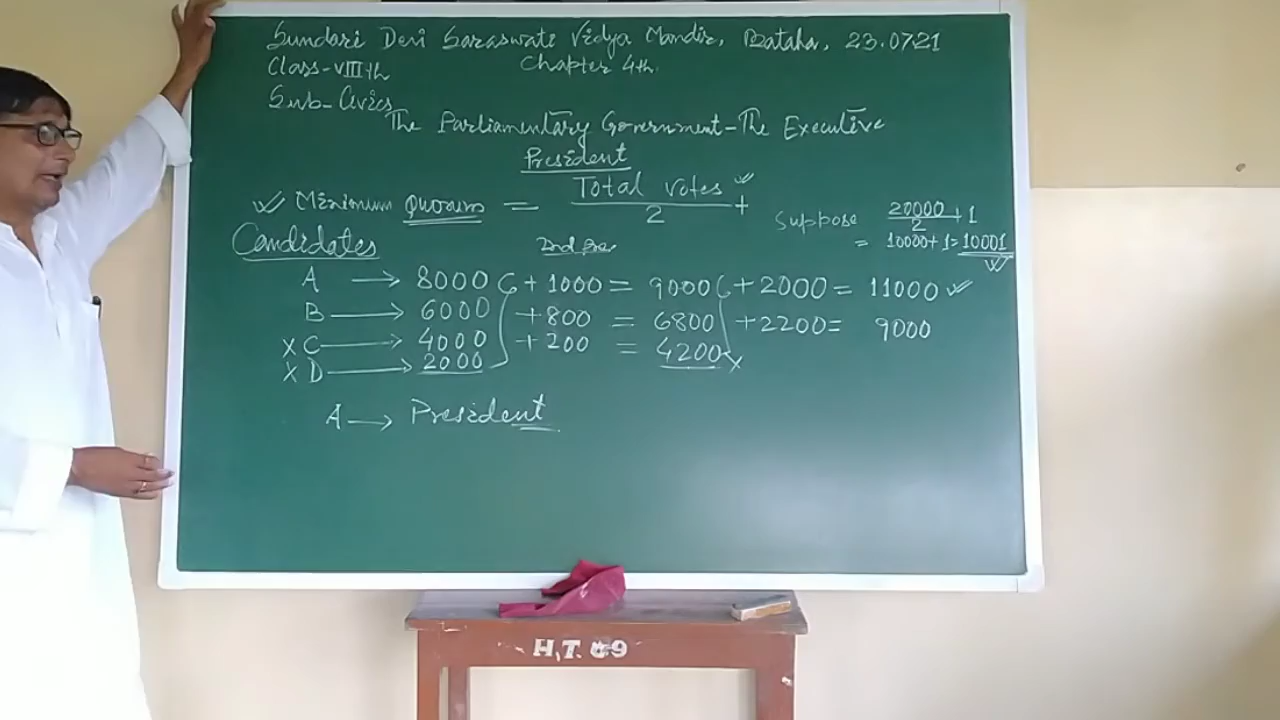 Sundari Devi Saraswati Vidya Mandir, Bataha, 23.07.21
Class-VIIIth
Chapter 4th.
Sub-Civics
The Parliamentary Government-The Executive
President
✓ Minimum Quorum = Total votes / 2 +
Suppose 20000 / 2 + 1
= 10000+1=10001
Candidates
2nd
A → 8000 + 1000 = 9000 + 2000 = 11000 ✓
B → 6000 + 800 = 6800 + 2200 = 9000
X C → 4000 + 200 = 4200 x
X D → 2000
A → President
H.T. 69